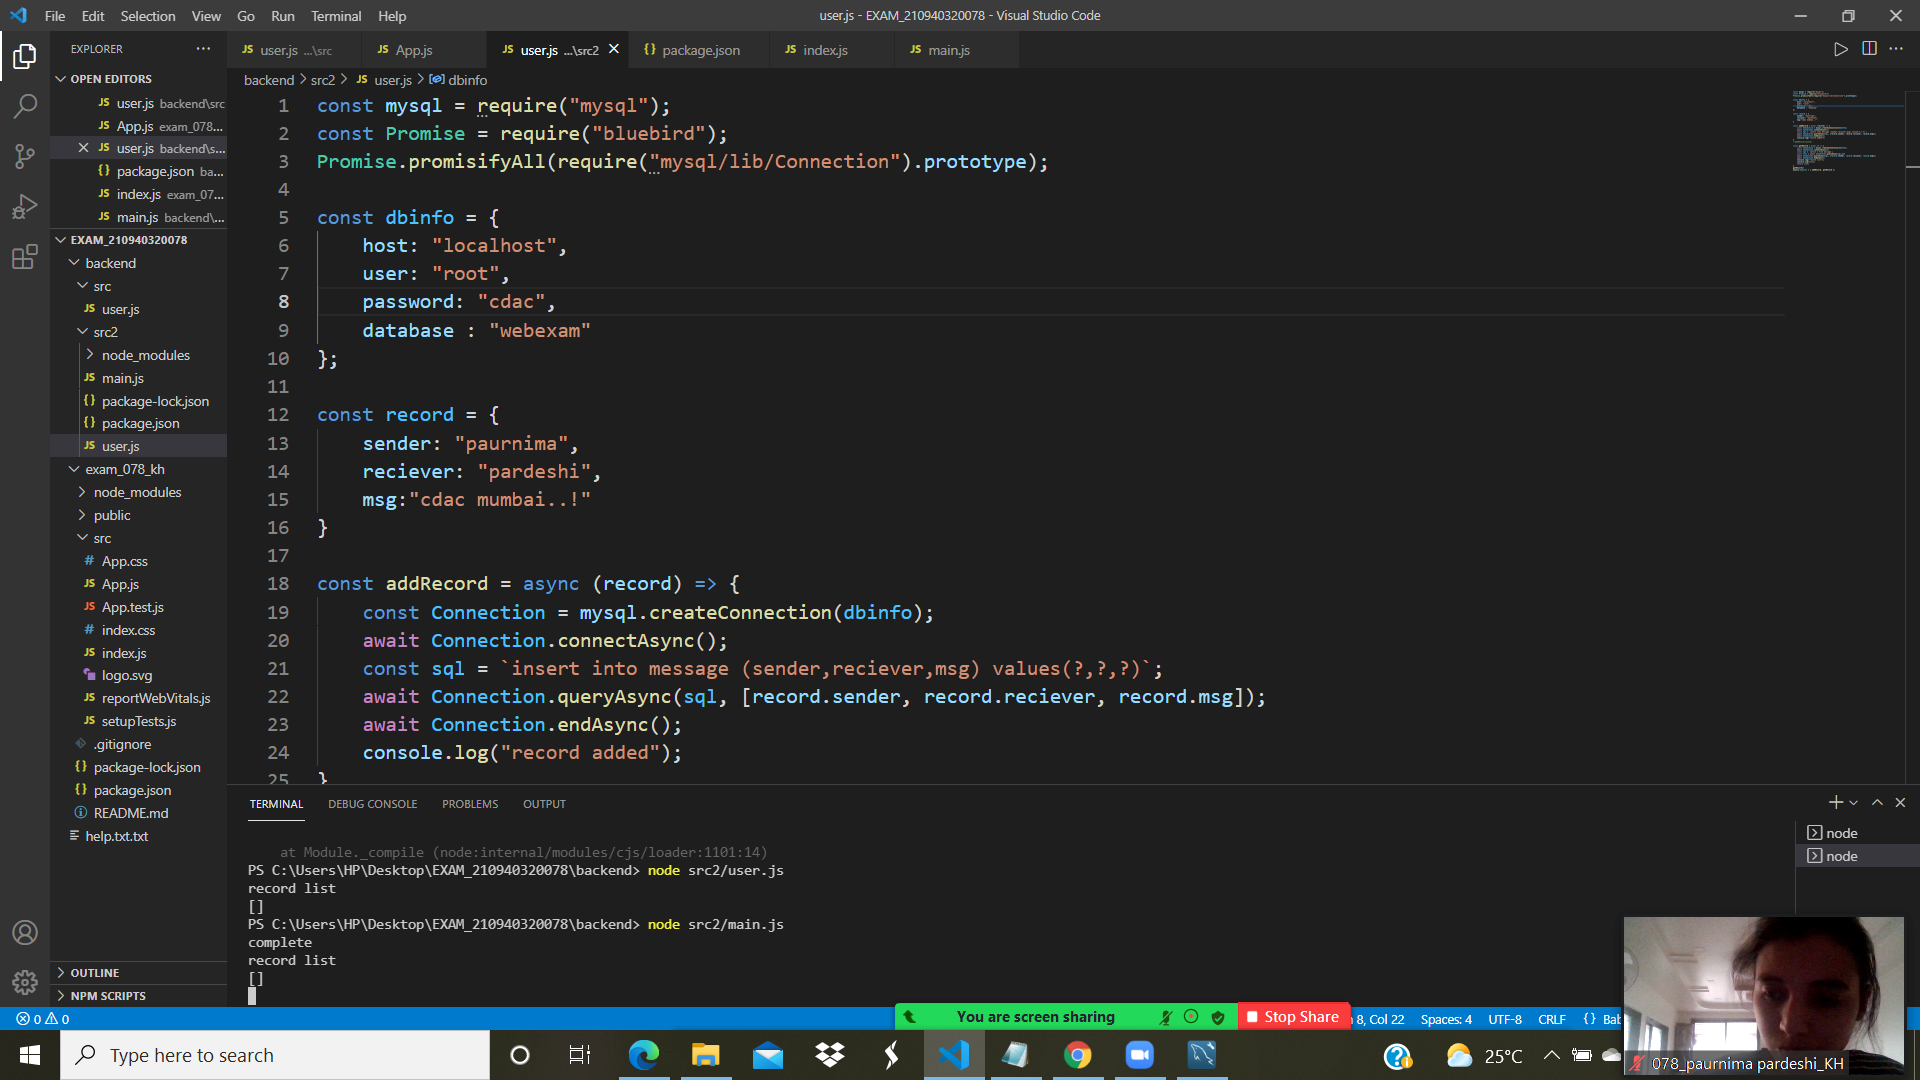 File Edit Selection View Go Run Terminal Help
user.js - EXAM_210940320078 - Visual Studio Code
EXPLORER
user.js ...\src
App.js
user.js ...\src2
package.json
index.js
main.js
backend > src2 > JS user.js > dbinfo
OPEN EDITORS
JS user.js backend\src
JS App.js exam_078...
JS user.js backend\s...
{} package.json ba...
JS index.js exam_07...
JS main.js backend\...
EXAM_210940320078
backend
src
JS user.js
src2
node_modules
JS main.js
{} package-lock.json
{} package.json
JS user.js
exam_078_kh
node_modules
public
src
# App.css
JS App.js
JS App.test.js
# index.css
JS index.js
logo.svg
JS reportWebVitals.js
JS setupTests.js
.gitignore
{} package-lock.json
{} package.json
README.md
help.txt.txt
OUTLINE
NPM SCRIPTS
1 const mysql = require("mysql");
2 const Promise = require("bluebird");
3 Promise.promisifyAll(require("mysql/lib/Connection").prototype);
4
5 const dbinfo = {
6 host: "localhost",
7 user: "root",
8 password: "cdac",
9 database : "webexam"
10 };
11
12 const record = {
13 sender: "paurnima",
14 reciever: "pardeshi",
15 msg:"cdac mumbai..!"
16 }
17
18 const addRecord = async (record) => {
19 const Connection = mysql.createConnection(dbinfo);
20 await Connection.connectAsync();
21 const sql = `insert into message (sender,reciever,msg) values(?,?,?)`;
22 await Connection.queryAsync(sql, [record.sender, record.reciever, record.msg]);
23 await Connection.endAsync();
24 console.log("record added");
25 }
TERMINAL DEBUG CONSOLE PROBLEMS OUTPUT
at Module._compile (node:internal/modules/cjs/loader:1101:14)
PS C:\Users\HP\Desktop\EXAM_210940320078\backend> node src2/user.js
record list
[]
PS C:\Users\HP\Desktop\EXAM_210940320078\backend> node src2/main.js
complete
record list
[]
node
node
0 0
You are screen sharing
Stop Share
8, Col 22
Spaces: 4
UTF-8
CRLF
{} Bab
Type here to search
25°C
078_paurnima pardeshi_KH